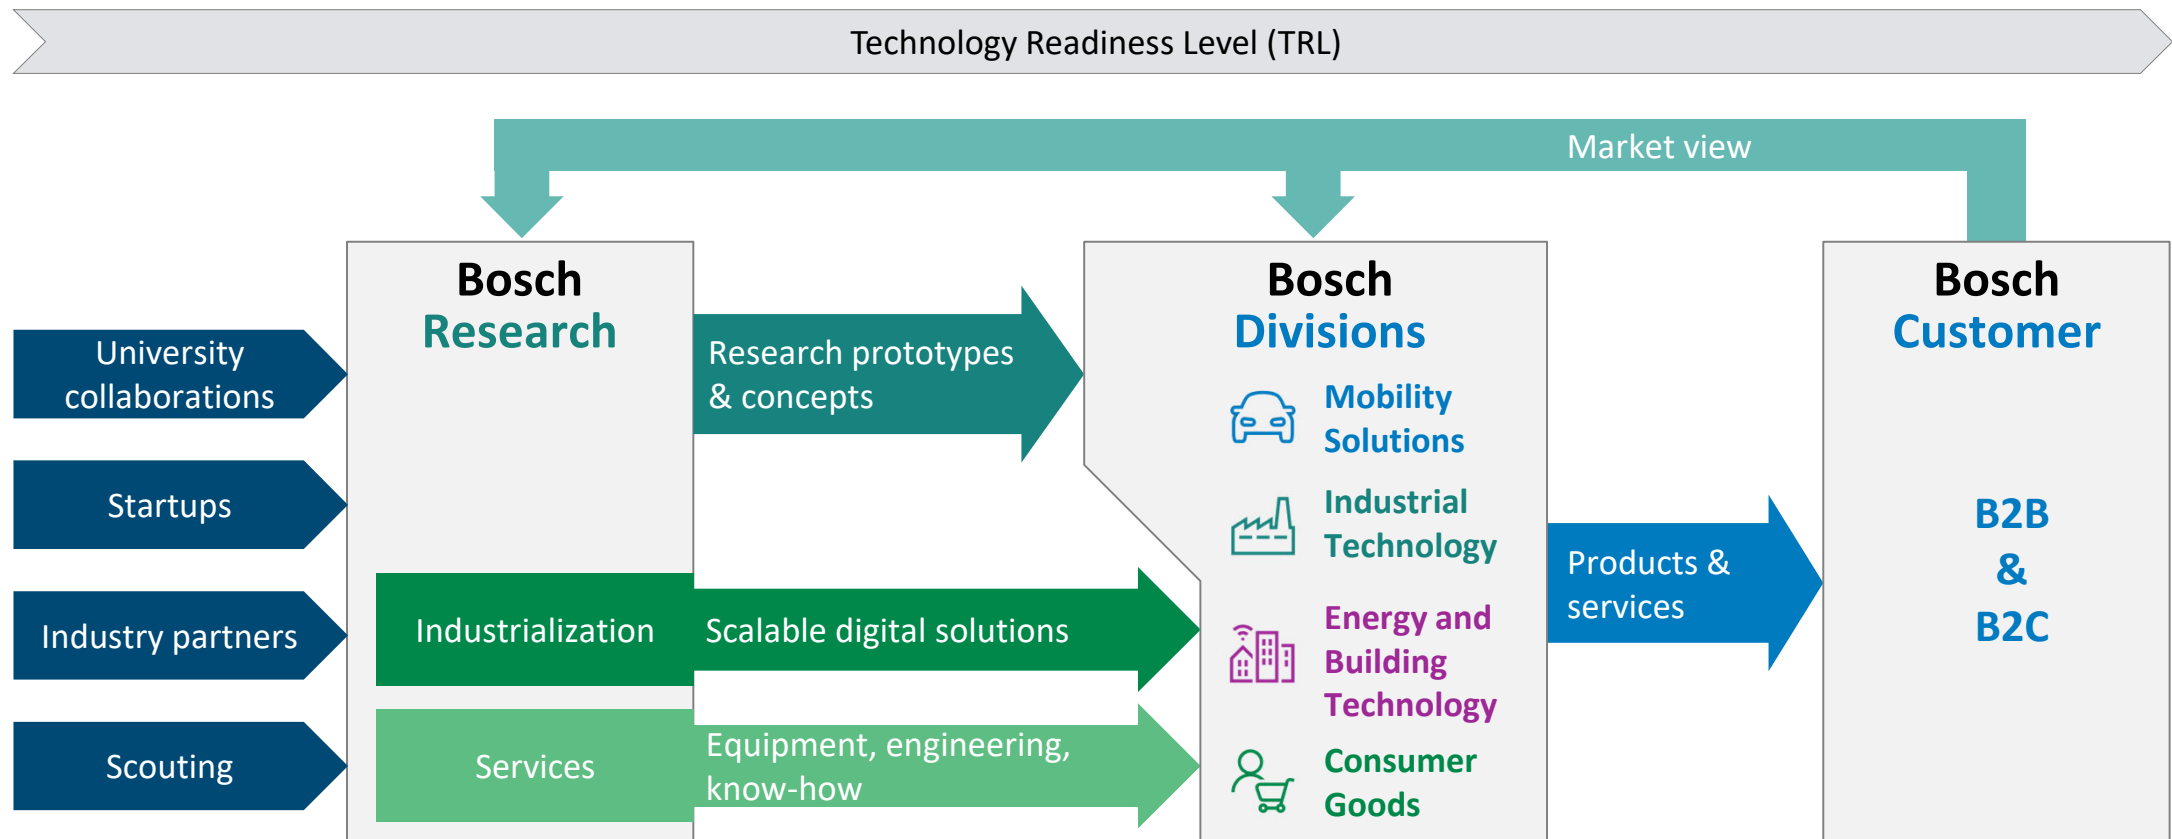 Technology Readiness Level (TRL)
Market view
University
collaborations
Startups
Industry partners
Scouting
Bosch
Research
Industrialization
Services
Research prototypes
& concepts
Scalable digital solutions
Equipment, engineering,
know-how
Bosch
Divisions
Mobility
Solutions
Industrial
Technology
Energy and
Building
Technology
Consumer
Goods
Products &
services
Bosch
Customer
B2B
&
B2C